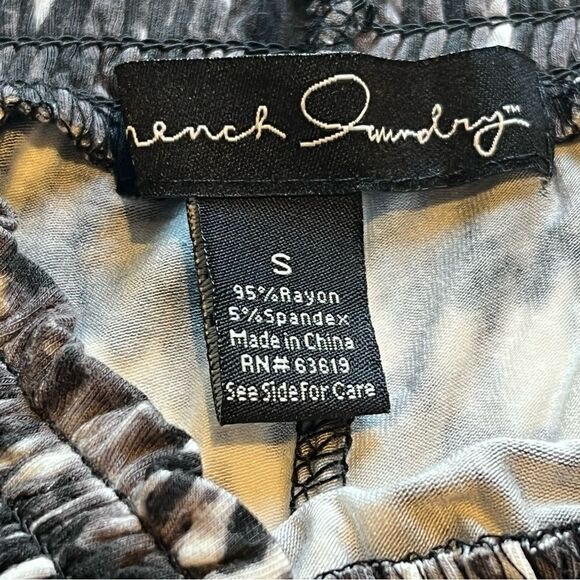 rench Laundry™
S
95%Rayon
5%Spandex
Made in China
RN#63619
See Side For Care